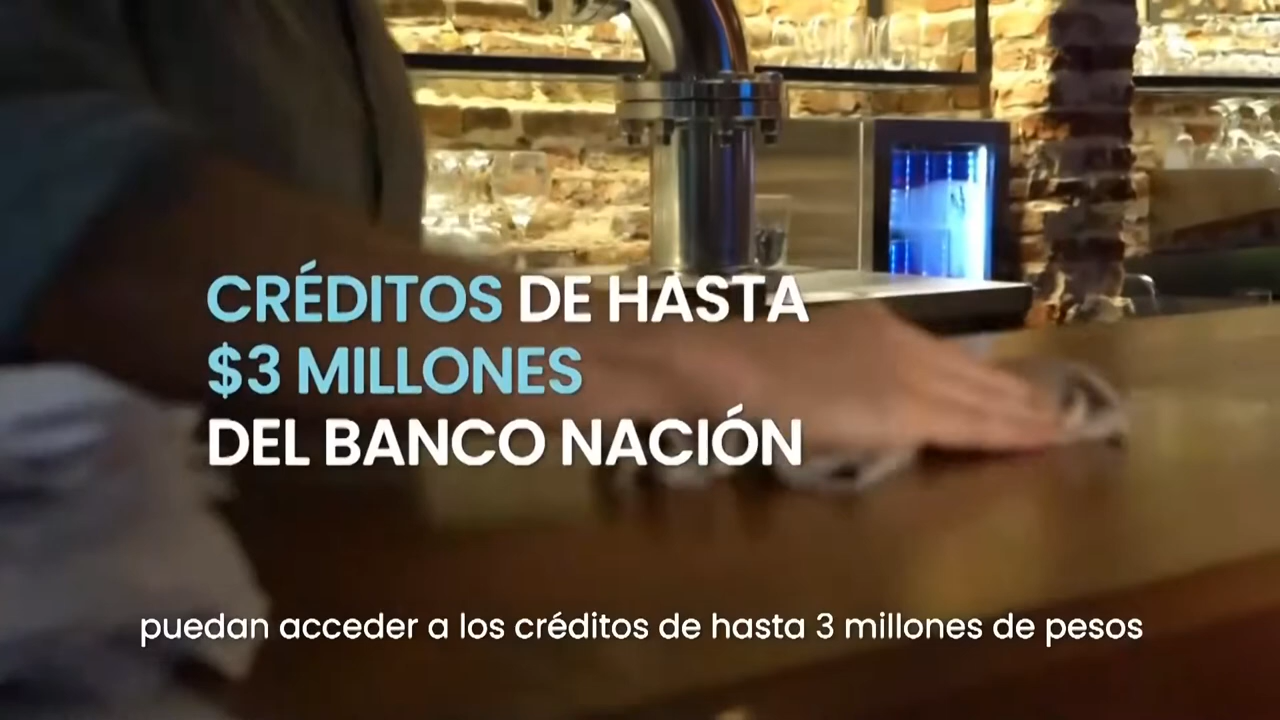 CRÉDITOS DE HASTA
$3 MILLONES
DEL BANCO NACIÓN
puedan acceder a los créditos de hasta 3 millones de pesos